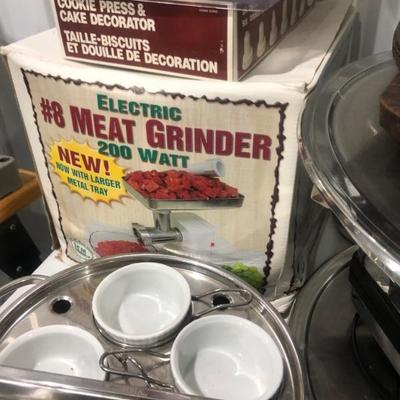 COOKIE PRESS &
CAKE DECORATOR
TAILLE-BISCUITS
ET DOUILLE DE DECORATION
ELECTRIC
#8 MEAT GRINDER
200 WATT
NEW!
NOW WITH LARGER
METAL TRAY